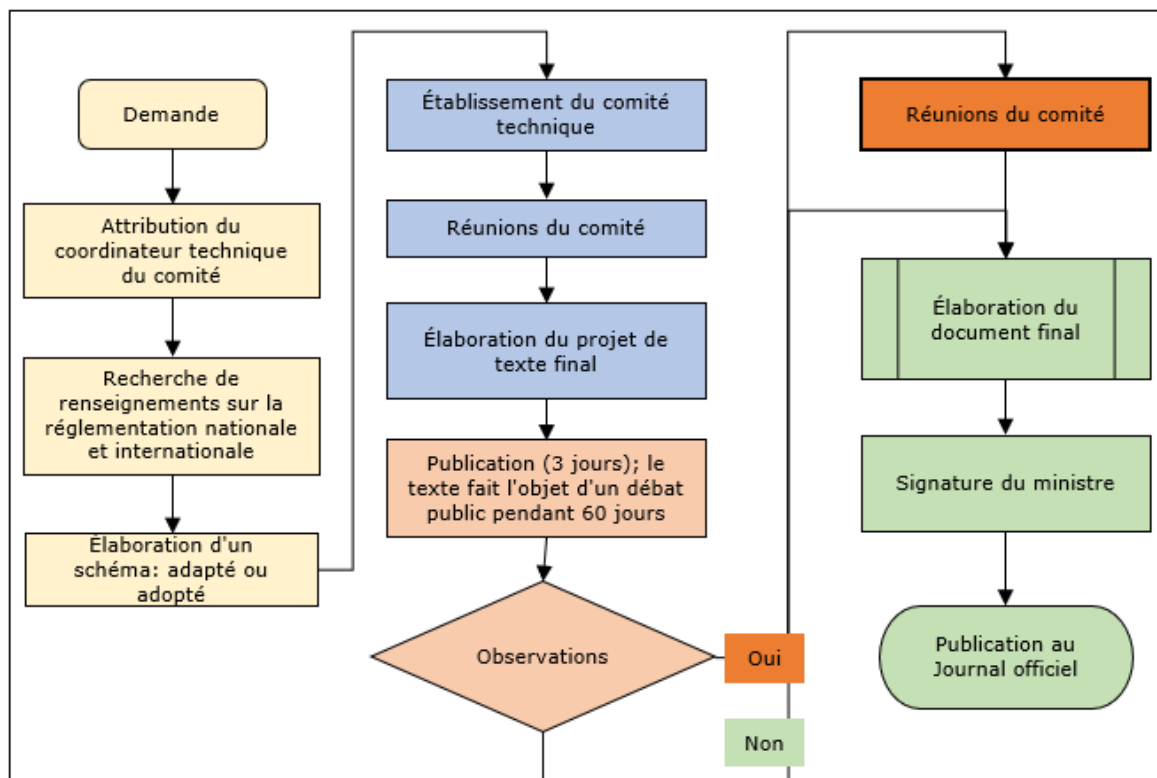 Demande
Attribution du
coordinateur technique
du comité
Recherche de
renseignements sur la
réglementation nationale
et internationale
Élaboration d'un
schéma: adapté ou
adopté
Établissement du comité
technique
Réunions du comité
Élaboration du projet de
texte final
Publication (3 jours); le
texte fait l'objet d'un débat
public pendant 60 jours
Observations
Oui
Non
Réunions du comité
Élaboration du
document final
Signature du ministre
Publication au
Journal officiel